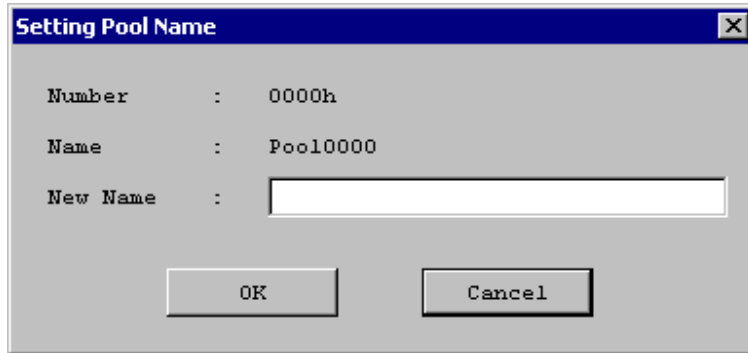 Setting Pool Name
Number : 0000h
Name : Pool0000
New Name :
OK Cancel